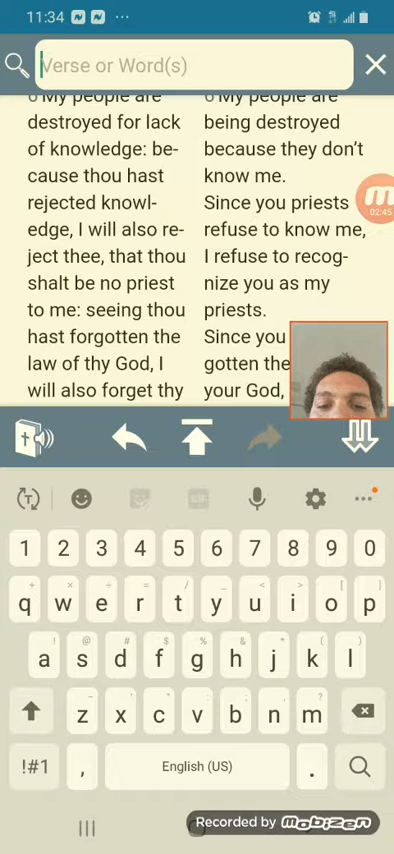 11:34
Verse or Word(s)
6 My people are
destroyed for lack
of knowledge: be-
cause thou hast
rejected knowl-
edge, I will also re-
ject thee, that thou
shalt be no priest
to me: seeing thou
hast forgotten the
law of thy God, I
will also forget thy
6 My people are
being destroyed
because they don't
know me.
Since you priests
refuse to know me,
I refuse to recog-
nize you as my
priests.
Since you
gotten the
your God,
02:45
T
GIF
1 2 3 4 5 6 7 8 9 0
q w e r t y u i o p
a s d f g h j k l
z x c v b n m
!#1 , English (US) .
Recorded by mobizen